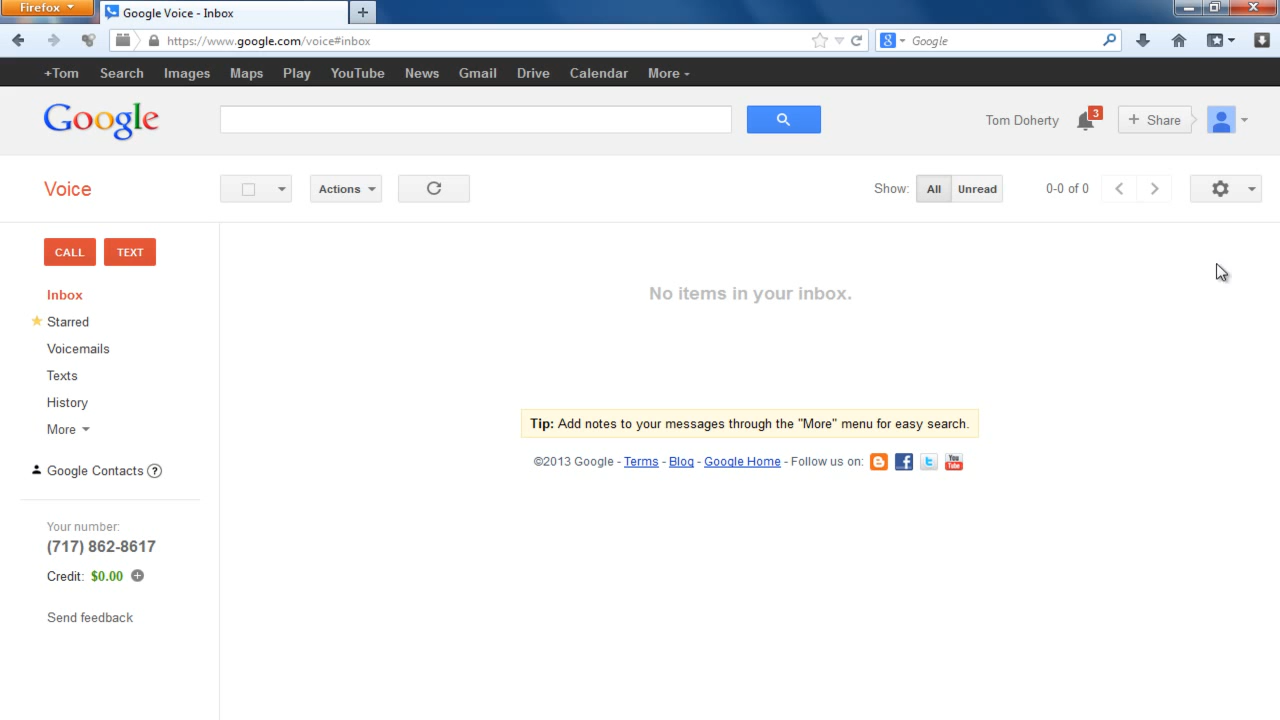 Firefox
Google Voice - Inbox
https://www.google.com/voice#inbox
8 Google
+Tom Search Images Maps Play YouTube News Gmail Drive Calendar More
Google
Tom Doherty 3 + Share
Voice
Actions
Show: All Unread 0-0 of 0
CALL TEXT
Inbox
No items in your inbox.
Starred
Voicemails
Texts
History
More
Tip: Add notes to your messages through the "More" menu for easy search.
©2013 Google - Terms - Blog - Google Home - Follow us on: You Tube
Google Contacts ?
Your number:
(717) 862-8617
Credit: $0.00
Send feedback